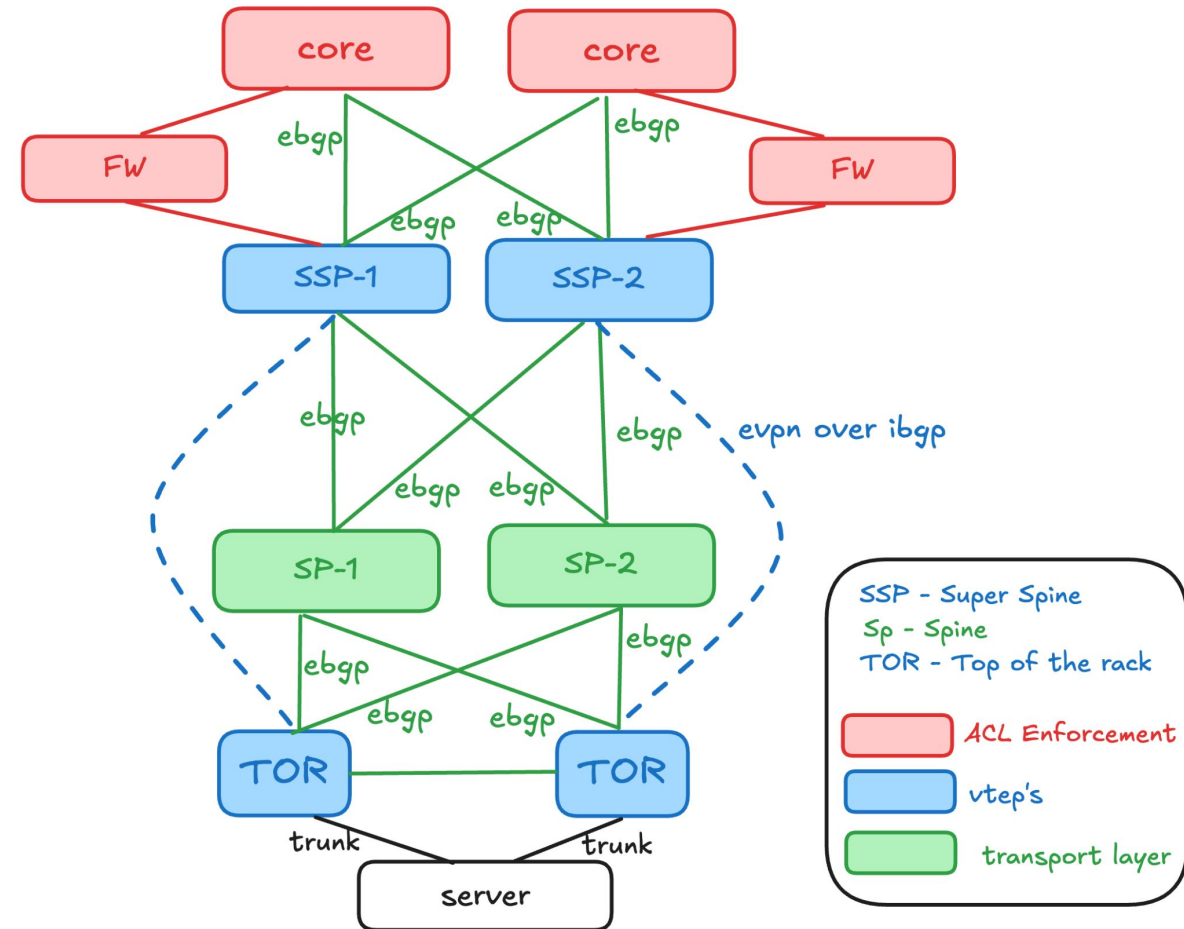 core
core
ebgp
ebgp
FW
FW
ebgp
ebgp
SSP-1
SSP-2
ebgp
ebgp
evpn over ibgp
ebgp
ebgp
SP-1
SP-2
SSP - Super Spine
Sp - Spine
TOR - Top of the rack
ebgp
ebgp
ebgp
ebgp
ACL Enforcement
TOR
TOR
vtep's
trunk
trunk
transport layer
server